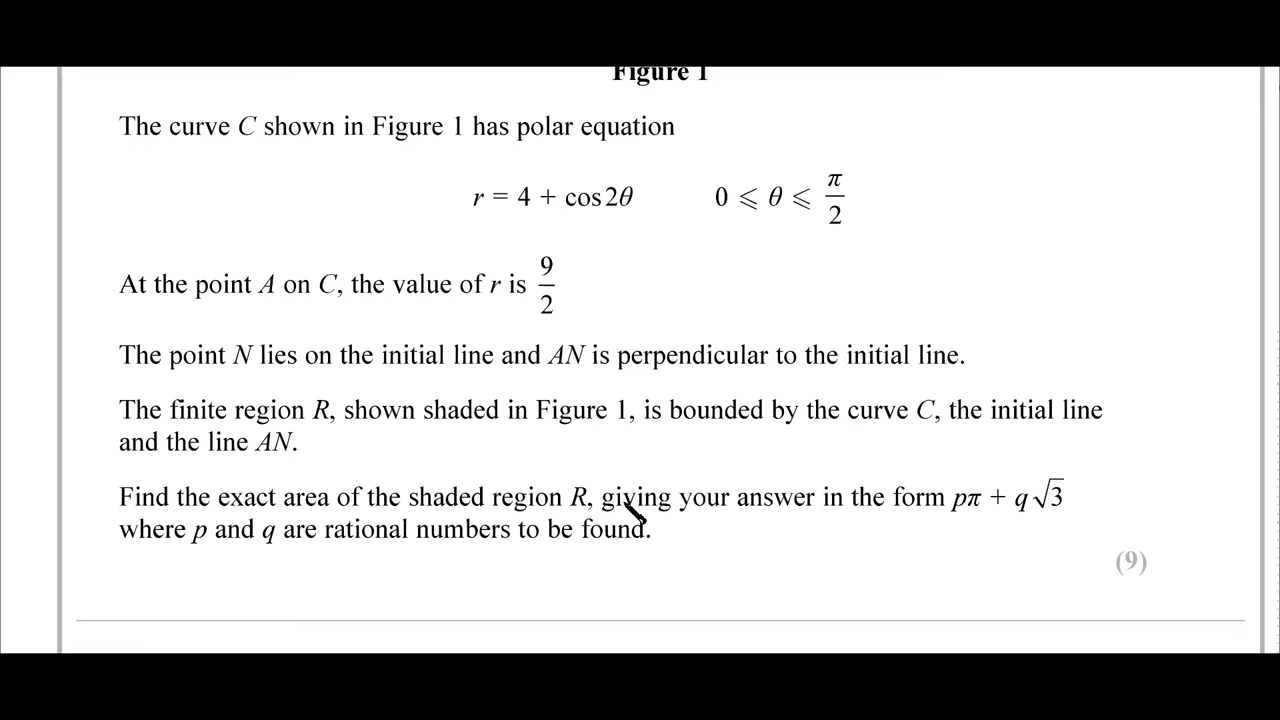 Figure 1
The curve C shown in Figure 1 has polar equation
r = 4 + cos2θ 0 ⩽ θ ⩽ π/2
At the point A on C, the value of r is 9/2
The point N lies on the initial line and AN is perpendicular to the initial line.
The finite region R, shown shaded in Figure 1, is bounded by the curve C, the initial line
and the line AN.
Find the exact area of the shaded region R, giving your answer in the form pπ + q√3
where p and q are rational numbers to be found.
(9)